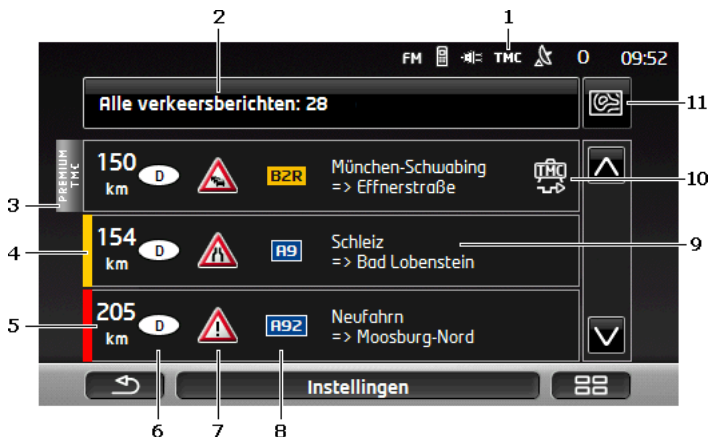 2
1
FM TMC 0 09:52
Alle verkeersberichten: 28
11
PREMIUM
TMC
150
km
D
B2R
München-Schwabing
=> Effnerstraße
TMC
10
3
154
km
D
A9
Schleiz
=> Bad Lobenstein
9
4
205
km
D
A92
Neufahrn
=> Moosburg-Nord
5
Instellingen
6
7
8